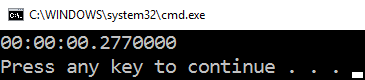 C:\WINDOWS\system32\cmd.exe
00:00:00.2770000
Press any key to continue . . .